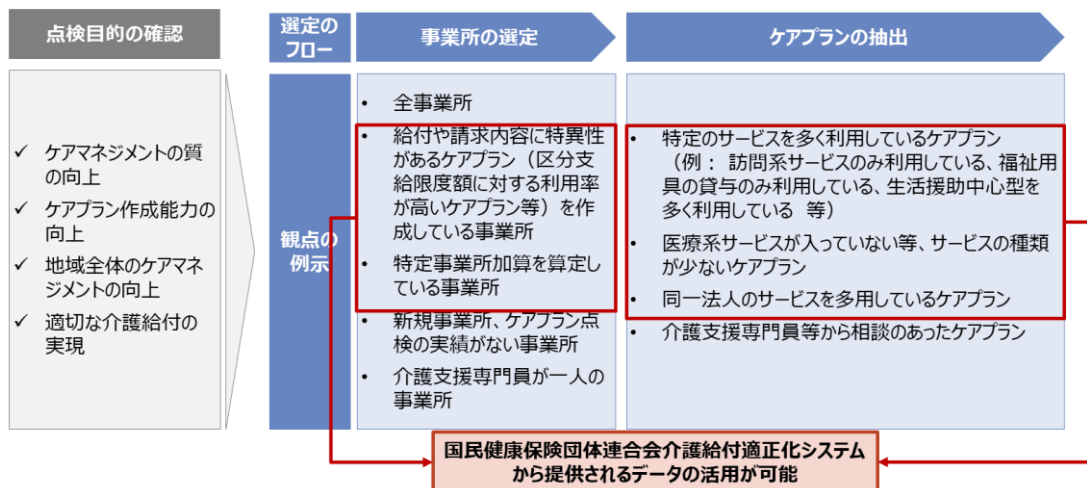 点検目的の確認
✓ ケアマネジメントの質
の向上
✓ ケアプラン作成能力の
向上
✓ 地域全体のケアマネ
ジメントの向上
✓ 適切な介護給付の
実現
選定の
フロー
事業所の選定
ケアプランの抽出
観点の
例示
• 全事業所
• 給付や請求内容に特異性
があるケアプラン（区分支
給限度額に対する利用率
が高いケアプラン等）を作
成している事業所
• 特定事業所加算を算定し
ている事業所
• 新規事業所、ケアプラン点
検の実績がない事業所
• 介護支援専門員が一人の
事業所
• 特定のサービスを多く利用しているケアプラン
（例： 訪問系サービスのみ利用している、福祉用
具の貸与のみ利用している、生活援助中心型を
多く利用している 等）
• 医療系サービスが入っていない等、サービスの種類
が少ないケアプラン
• 同一法人のサービスを多用しているケアプラン
• 介護支援専門員等から相談のあったケアプラン
国民健康保険団体連合会介護給付適正化システム
から提供されるデータの活用が可能